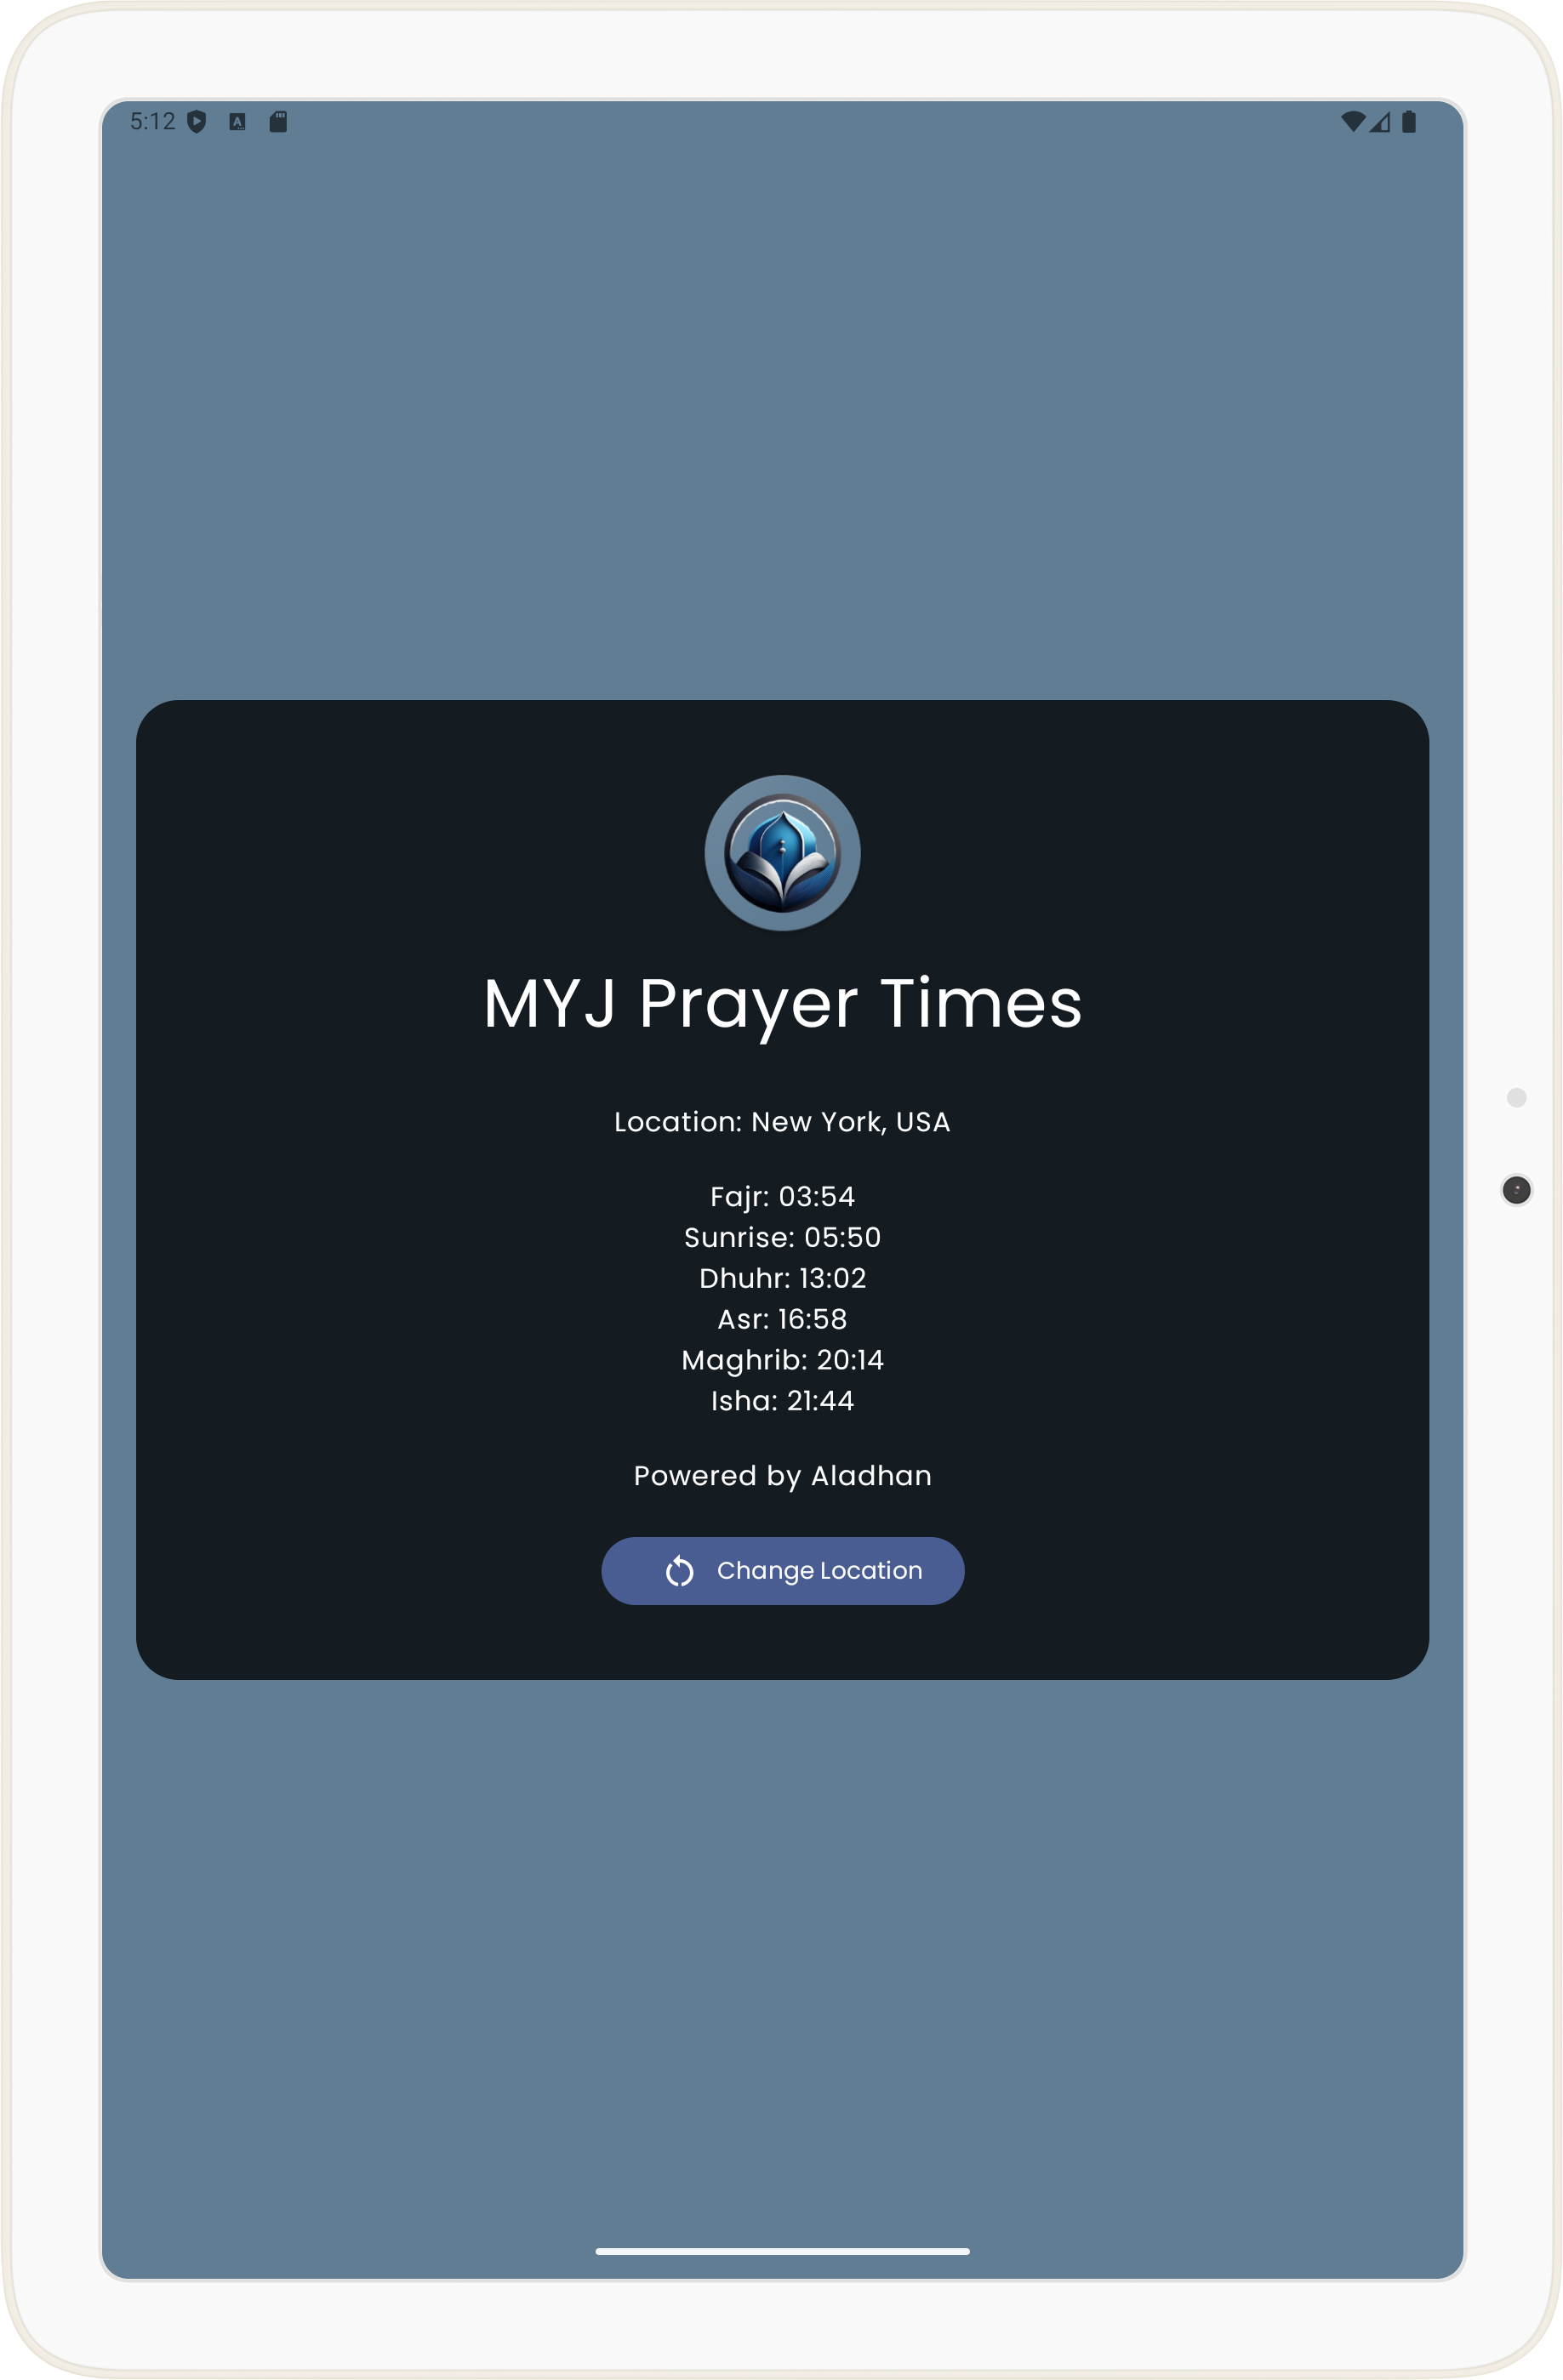 5:12
MYJ Prayer Times
Location: New York, USA
Fajr: 03:54
Sunrise: 05:50
Dhuhr: 13:02
Asr: 16:58
Maghrib: 20:14
Isha: 21:44
Powered by Aladhan
Change Location